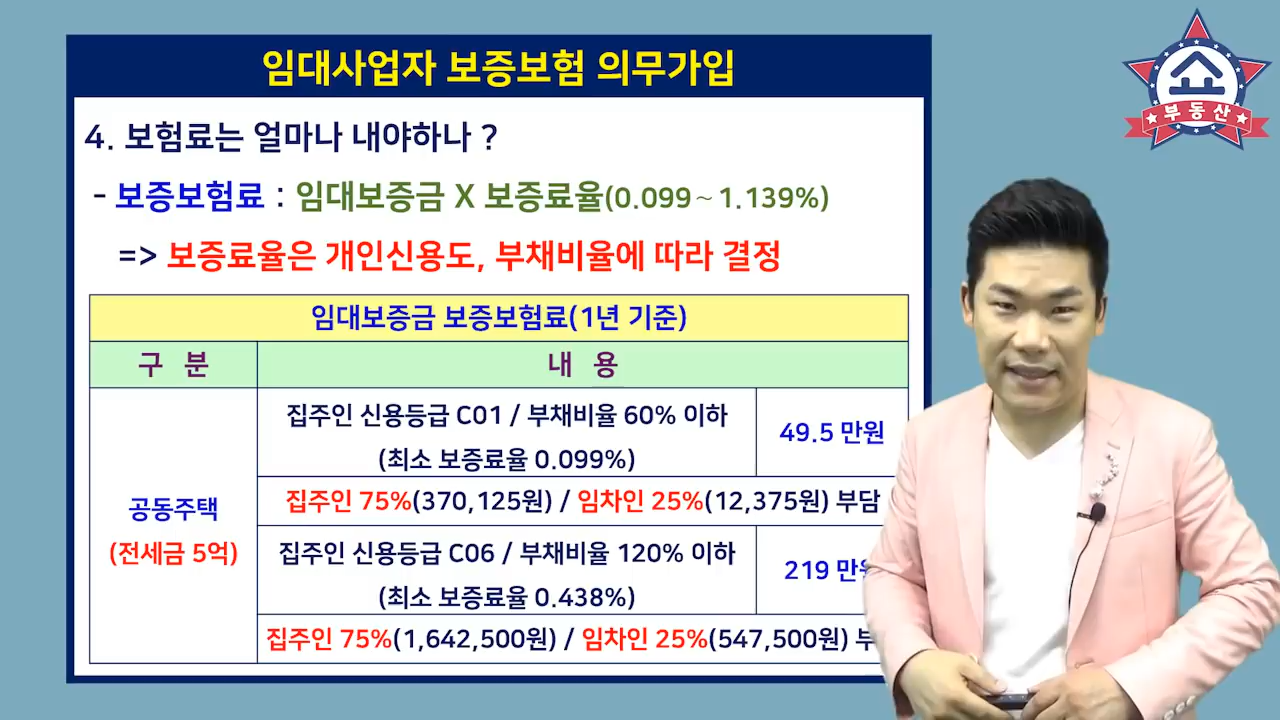 임대사업자 보증보험 의무가입
부동산
4. 보험료는 얼마나 내야하나 ?
- 보증보험료 : 임대보증금 X 보증료율(0.099~1.139%)
=> 보증료율은 개인신용도, 부채비율에 따라 결정
임대보증금 보증보험료(1년 기준)
구 분
내 용
공동주택
(전세금 5억)
집주인 신용등급 C01 / 부채비율 60% 이하
(최소 보증료율 0.099%)
49.5 만원
집주인 75%(370,125원) / 임차인 25%(12,375원) 부담
집주인 신용등급 C06 / 부채비율 120% 이하
(최소 보증료율 0.438%)
219 만원
집주인 75%(1,642,500원) / 임차인 25%(547,500원) 부